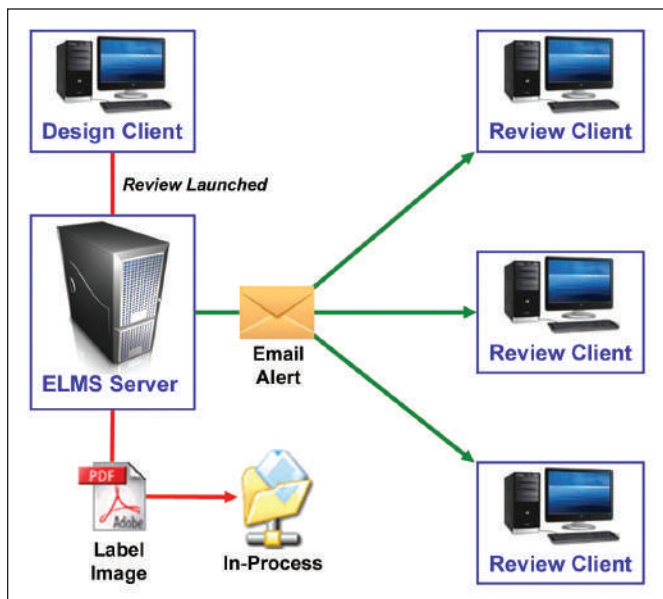 Design Client
Review Client
Review Launched
ELMS Server
Email
Alert
Review Client
PDF
Adobe
Label
Image
In-Process
Review Client